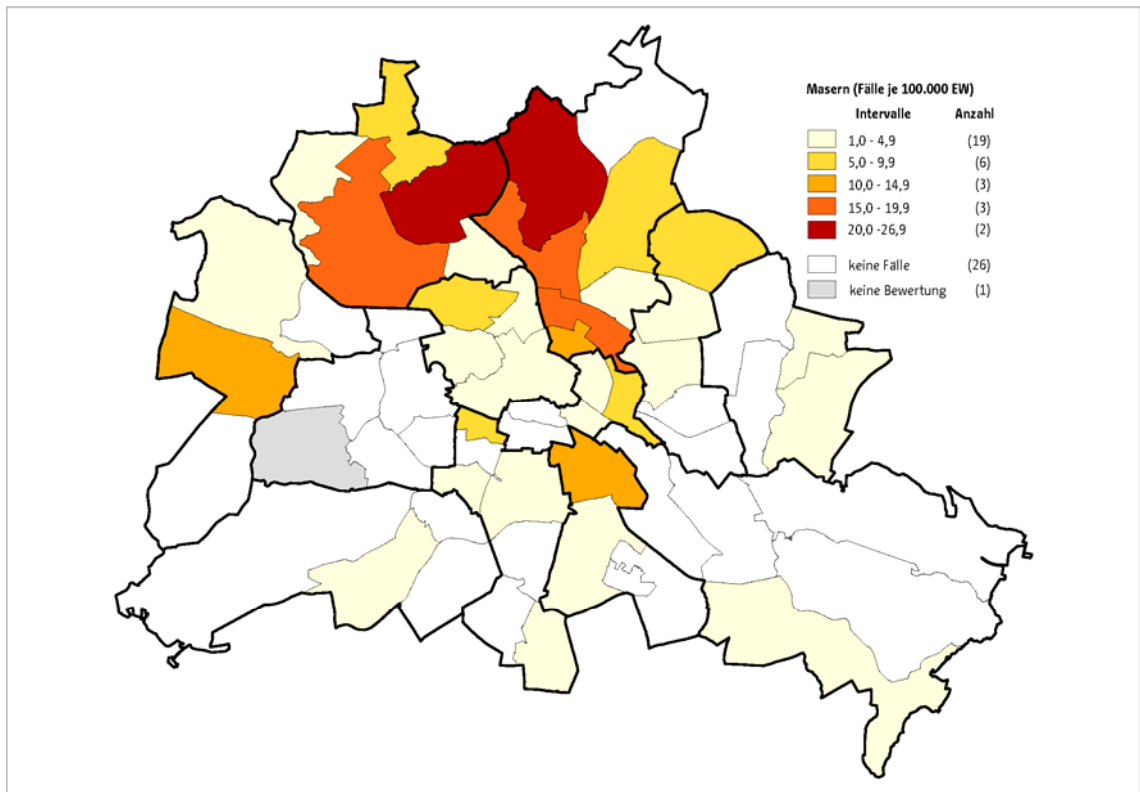 Masern (Fälle je 100.000 EW)
Intervalle Anzahl
1,0 - 4,9 (19)
5,0 - 9,9 (6)
10,0 - 14,9 (3)
15,0 - 19,9 (3)
20,0 -26,9 (2)
keine Fälle (26)
keine Bewertung (1)